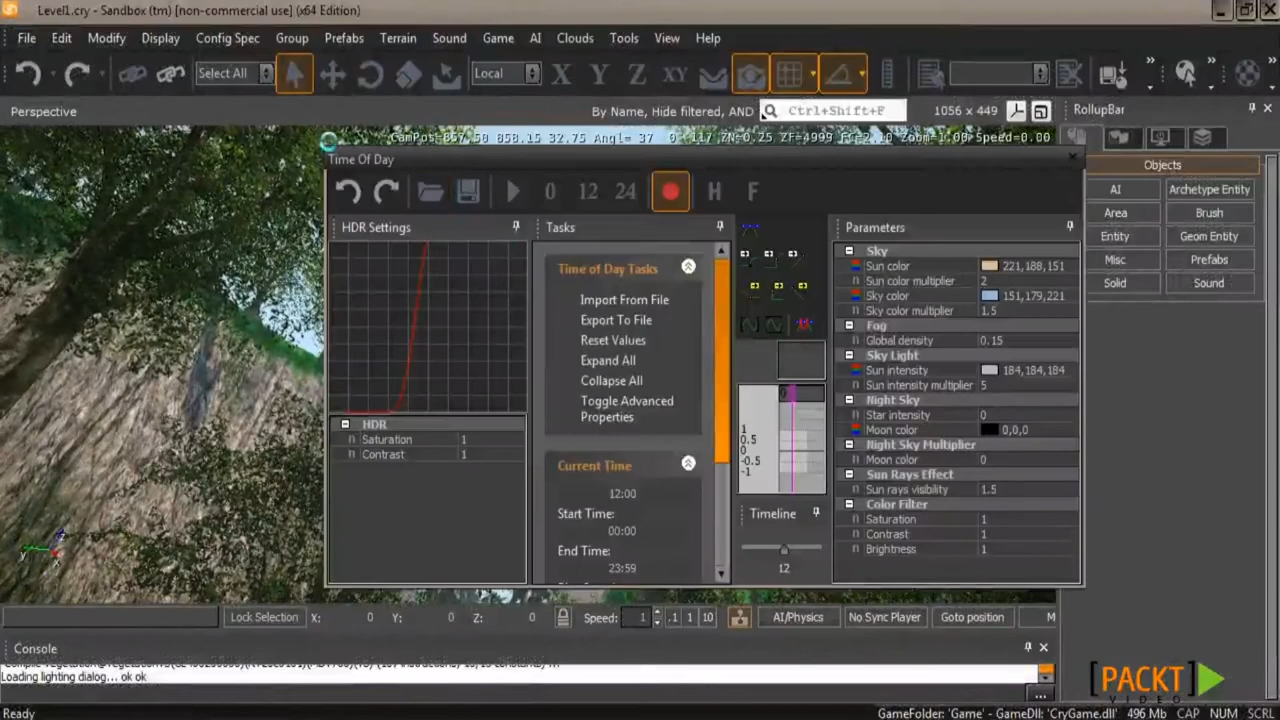 Level1.cry - Sandbox (tm) [non-commercial use] (x64 Edition)
File Edit Modify Display Config Spec Group Prefabs Terrain Sound Game AI Clouds Tools View Help
Select All Local X Y Z XY
Perspective By Name, Hide filtered, AND Ctrl+Shift+F 1056 x 449 RollupBar
Zoom=1.00 Speed=0.00
Time Of Day
0 12 24 H F
HDR Settings
HDR
Saturation 1
Contrast 1
Tasks
Time of Day Tasks
Import From File
Export To File
Reset Values
Expand All
Collapse All
Toggle Advanced
Properties
Current Time
12:00
Start Time:
00:00
End Time:
23:59
1
0.5
0
-0.5
-1
Timeline
12
Parameters
Sky
Sun color 221,188,151
Sun color multiplier 2
Sky color 151,179,221
Sky color multiplier 1.5
Fog
Global density 0.15
Sky Light
Sun intensity 184,184,184
Sun intensity multiplier 5
Night Sky
Star intensity 0
Moon color 0,0,0
Night Sky Multiplier
Moon color 0
Sun Rays Effect
Sun rays visibility 1.5
Color Filter
Saturation 1
Contrast 1
Brightness 1
Objects
AI Archetype Entity
Area Brush
Entity Geom Entity
Misc Prefabs
Solid Sound
y x
Lock Selection X: 0 Y: 0 Z: 0 Speed: 1 .1 1 10 AI/Physics No Sync Player Goto position M
Console
Loading lighting dialog... ok ok
...
PACKT
VIDEO
Ready GameFolder: 'Game' - GameDll: 'CryGame.dll' 496 Mb CAP NUM SCRL